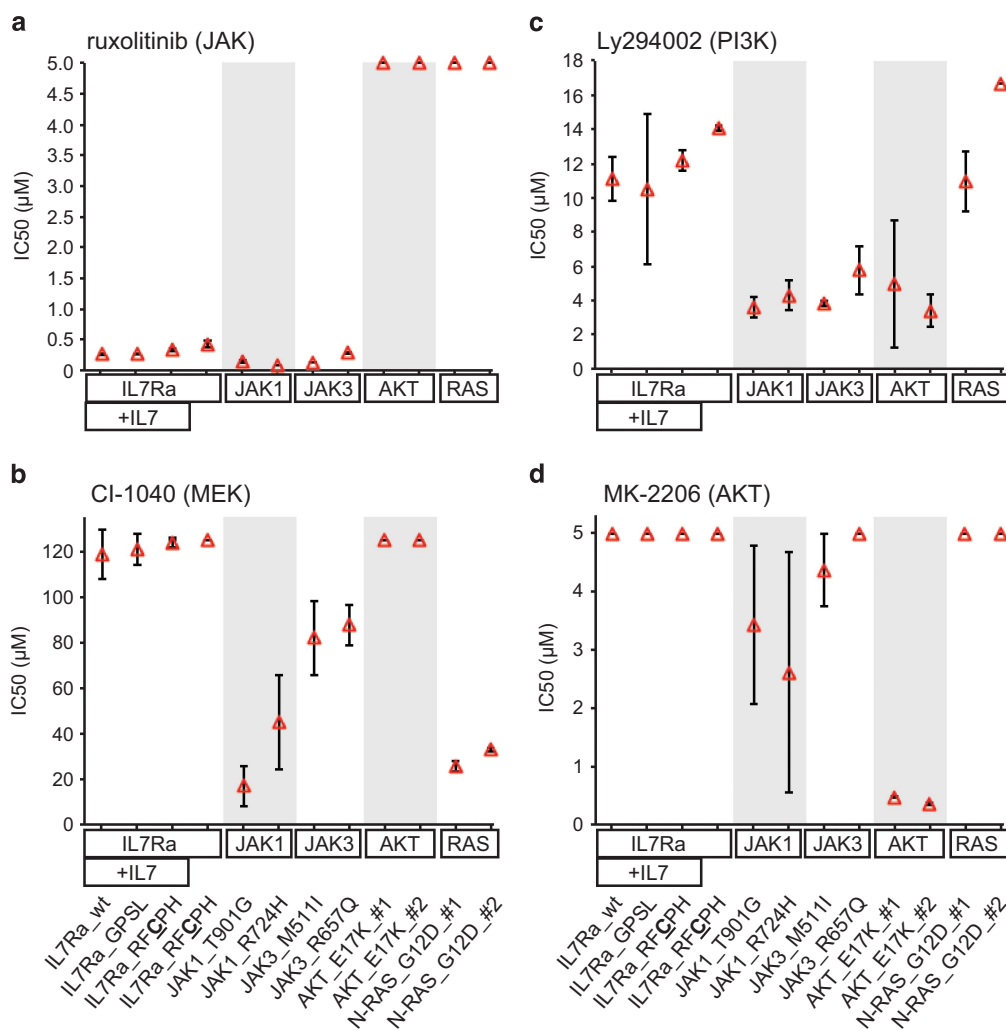 a
ruxolitinib (JAK)
5.0
4.5
4.0
3.5
3.0
2.5
2.0
1.5
1.0
0.5
0
IC50 (µM)
IL7Ra JAK1 JAK3 AKT RAS
+IL7
c
Ly294002 (PI3K)
18
16
14
12
10
8
6
4
2
0
IC50 (µM)
IL7Ra JAK1 JAK3 AKT RAS
+IL7
b
CI-1040 (MEK)
120
100
80
60
40
20
0
IC50 (µM)
IL7Ra JAK1 JAK3 AKT RAS
+IL7
IL7Ra_wt
IL7Ra_GPSL
IL7Ra_RFCPH
IL7Ra_RFCPH
JAK1_T901G
JAK1_R724H
JAK3_M511I
JAK3_R657Q
AKT_E17K_#1
AKT_E17K_#2
N-RAS_G12D_#1
N-RAS_G12D_#2
d
MK-2206 (AKT)
5
4
3
2
1
0
IC50 (µM)
IL7Ra JAK1 JAK3 AKT RAS
+IL7
IL7Ra_wt
IL7Ra_GPSL
IL7Ra_RFCPH
IL7Ra_RFCPH
JAK1_T901G
JAK1_R724H
JAK3_M511I
JAK3_R657Q
AKT_E17K_#1
AKT_E17K_#2
N-RAS_G12D_#1
N-RAS_G12D_#2